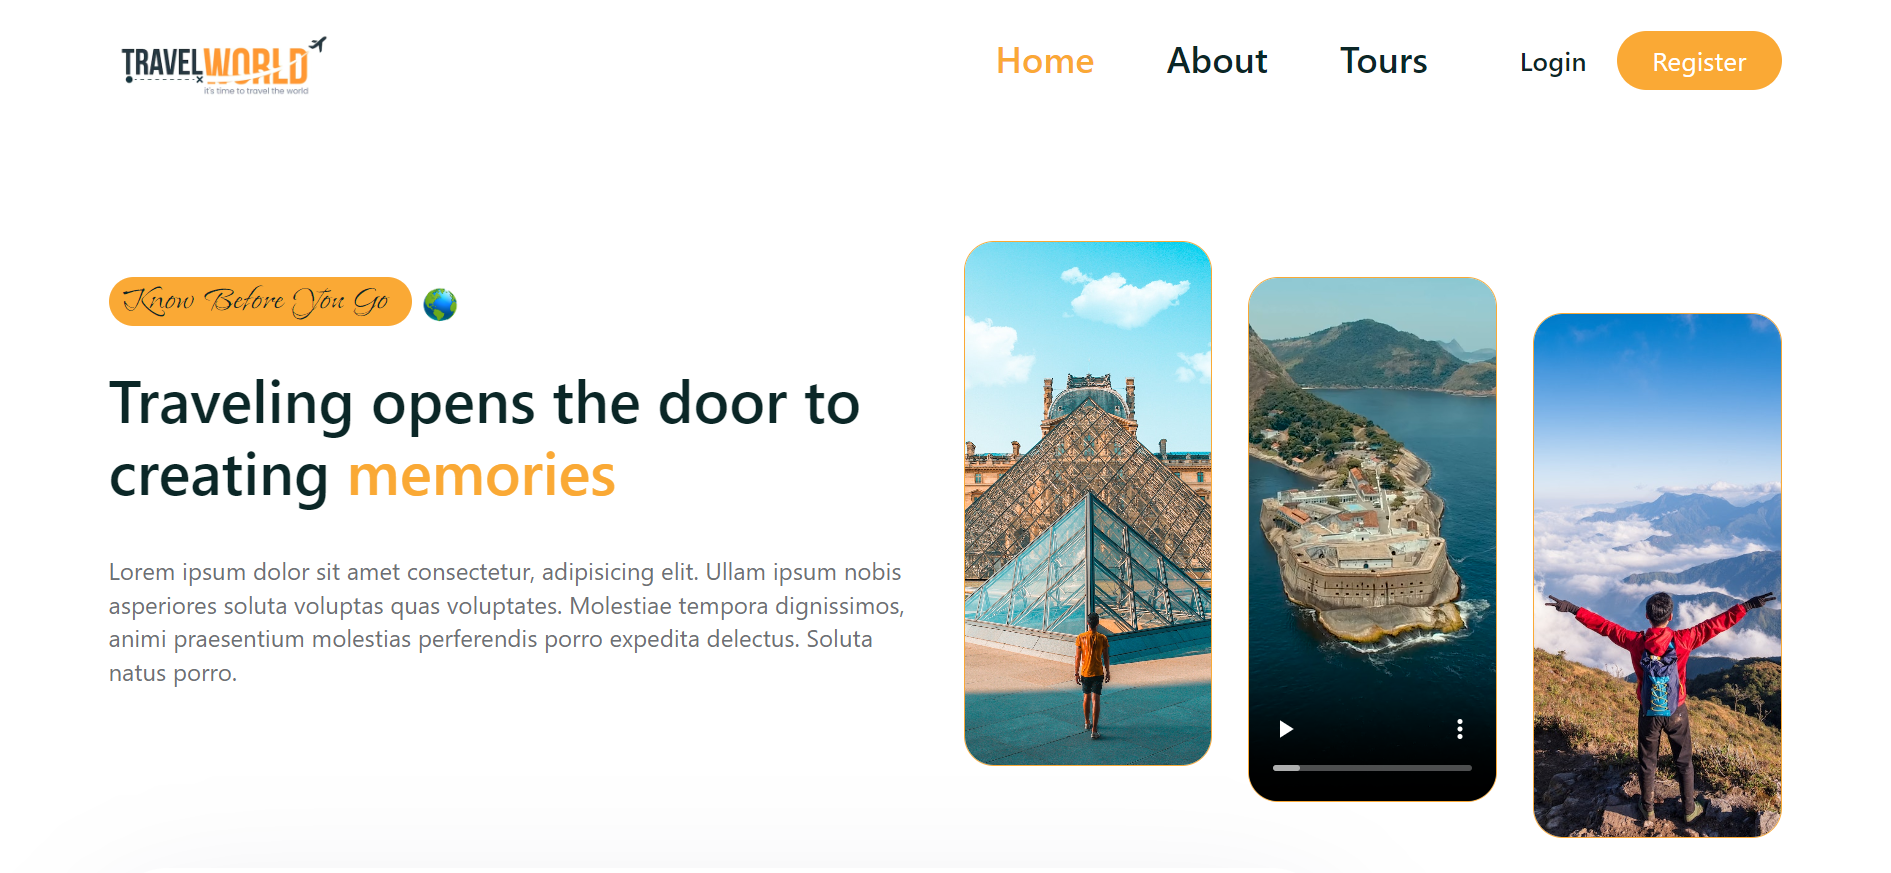 TRAVELWORLD
it's time to travel the world
Home About Tours Login Register
Know Before You Go
Traveling opens the door to
creating memories
Lorem ipsum dolor sit amet consectetur, adipisicing elit. Ullam ipsum nobis
asperiores soluta voluptas quas voluptates. Molestiae tempora dignissimos,
animi praesentium molestias perferendis porro expedita delectus. Soluta
natus porro.